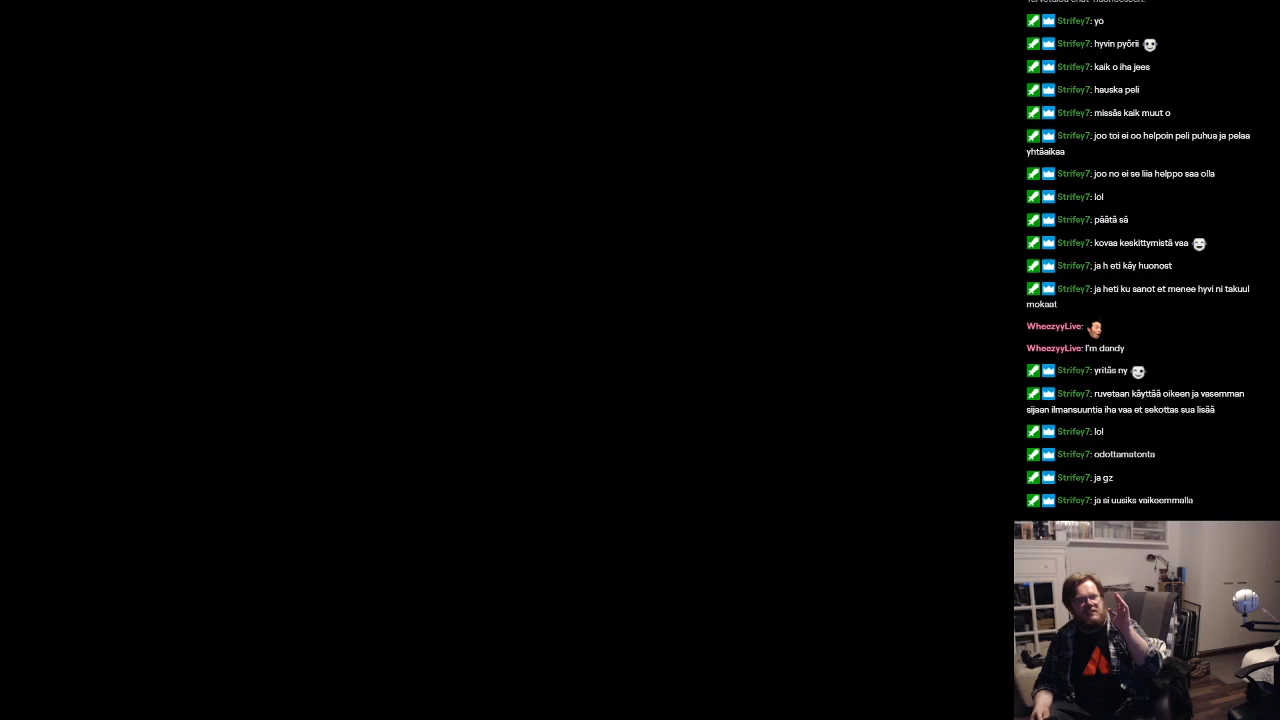 Tervetuloa chat-huoneeseen!
Strifey7: yo
Strifey7: hyvin pyörii
Strifey7: kaik o iha jees
Strifey7: hauska peli
Strifey7: missäs kaik muut o
Strifey7: joo toi ei oo helpoin peli puhua ja pelaa
yhtäaikaa
Strifey7: joo no ei se liia helppo saa olla
Strifey7: lol
Strifey7: päätä sä
Strifey7: kovaa keskittymistä vaa
Strifey7: ja h eti käy huonost
Strifey7: ja heti ku sanot et menee hyvi ni takuul
mokaat
WheezyyLive:
WheezyyLive: I'm dandy
Strifey7: yritäs ny
Strifey7: ruvetaan käyttää oikeen ja vasemman
sijaan ilmansuuntia iha vaa et sekottas sua lisää
Strifey7: lol
Strifey7: odottamatonta
Strifey7: ja gz
Strifey7: ja si uusiks vaikeemmalla